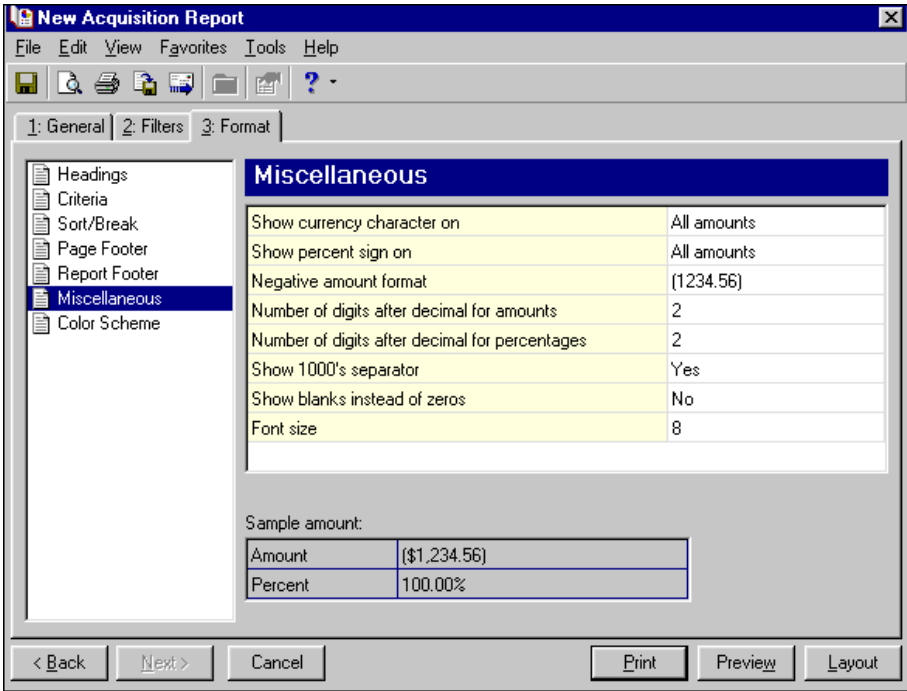 New Acquisition Report
File Edit View Favorites Tools Help
?
1: General 2: Filters 3: Format
Headings
Criteria
Sort/Break
Page Footer
Report Footer
Miscellaneous
Color Scheme
Miscellaneous
Show currency character on All amounts
Show percent sign on All amounts
Negative amount format (1234.56)
Number of digits after decimal for amounts 2
Number of digits after decimal for percentages 2
Show 1000's separator Yes
Show blanks instead of zeros No
Font size 8
Sample amount:
Amount ($1,234.56)
Percent 100.00%
< Back Next > Cancel Print Preview Layout